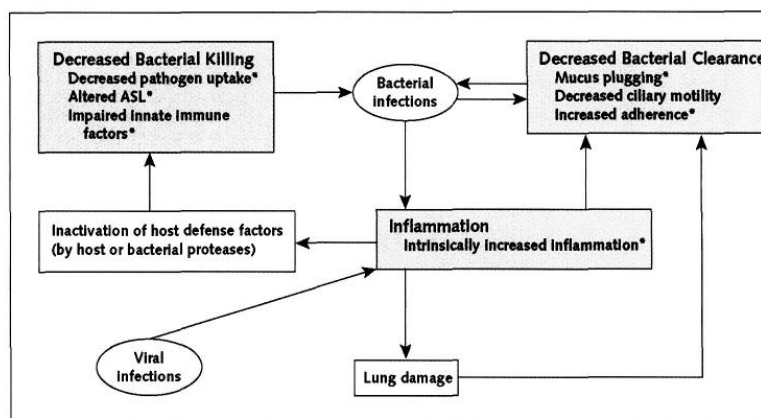 Decreased Bacterial Killing
Decreased pathogen uptake*
Altered ASL*
Impaired innate immune
factors*
Bacterial
infections
Decreased Bacterial Clearance
Mucus plugging*
Decreased ciliary motility
Increased adherence*
Inactivation of host defense factors
(by host or bacterial proteases)
Inflammation
Intrinsically increased inflammation*
Viral
infections
Lung damage